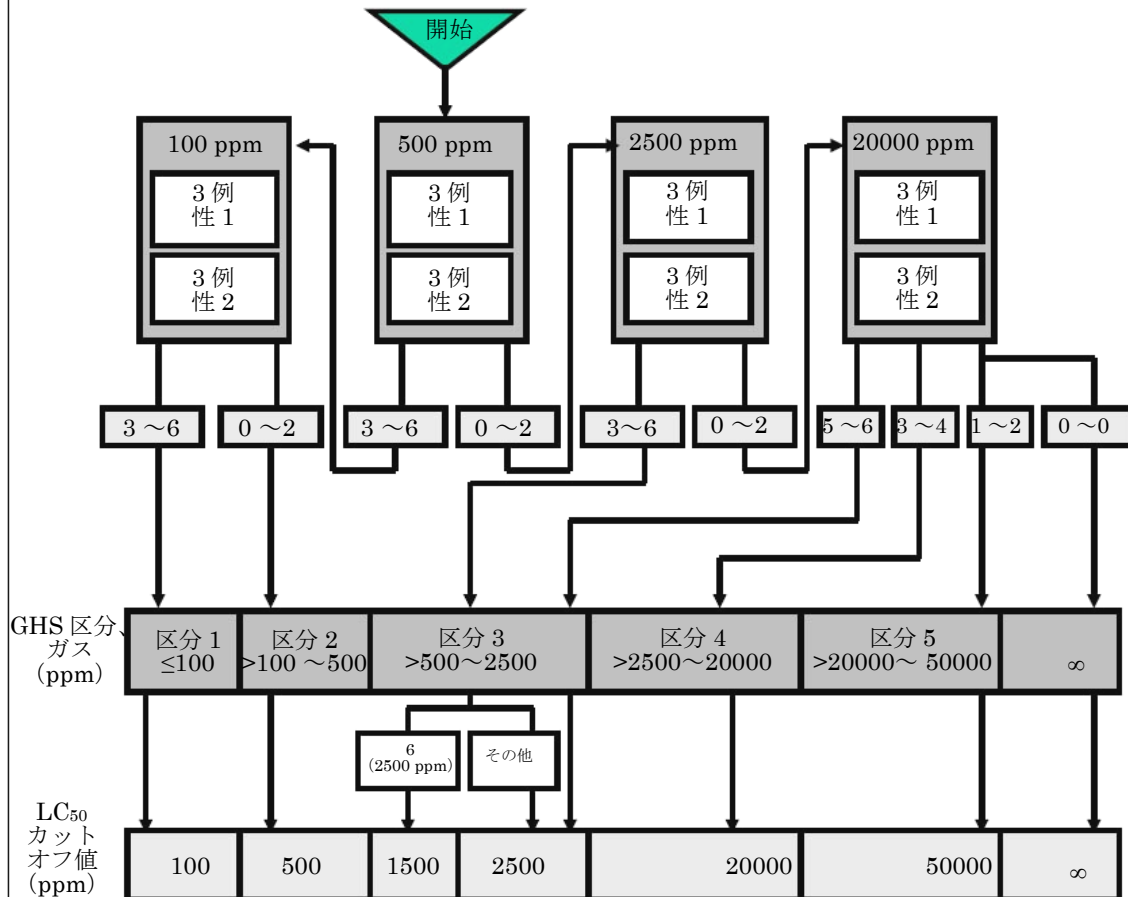 開始
100 ppm
500 ppm
2500 ppm
20000 ppm
3 例
性 1
3 例
性 1
3 例
性 1
3 例
性 1
3 例
性 2
3 例
性 2
3 例
性 2
3 例
性 2
3 ～6
0 ～2
3 ～6
0 ～2
3～6
0 ～2
5 ～6
3 ～4
1 ～2
0 ～0
GHS 区分、
ガス
(ppm)
区分 1
≤100
区分 2
>100 ～500
区分 3
>500～2500
区分 4
>2500～20000
区分 5
>20000～ 50000
∞
6
(2500 ppm)
その他
LC50
カット
オフ値
(ppm)
100
500
1500
2500
20000
50000
∞